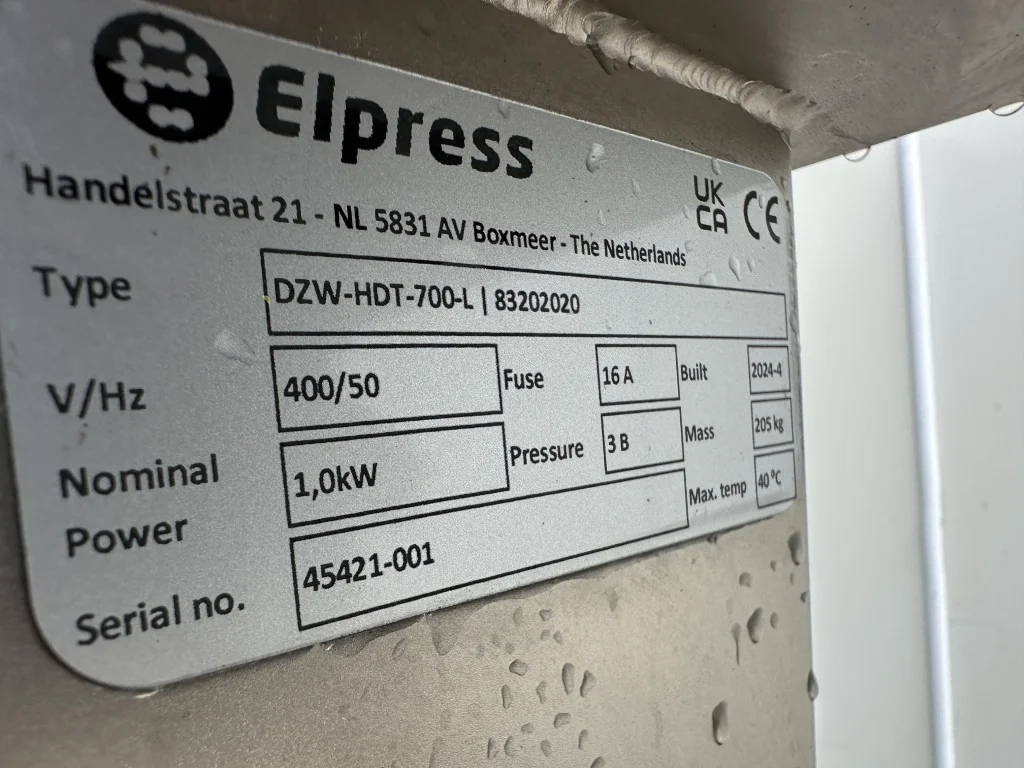 Elpress
UK
CA CE
Handelstraat 21 - NL 5831 AV Boxmeer - The Netherlands
Type DZW-HDT-700-L | 83202020
V/Hz 400/50 Fuse 16 A Built 2024-4
Nominal Power 1,0kW Pressure 3 B Mass 205 kg
Serial no. 45421-001 Max. temp 40 °C